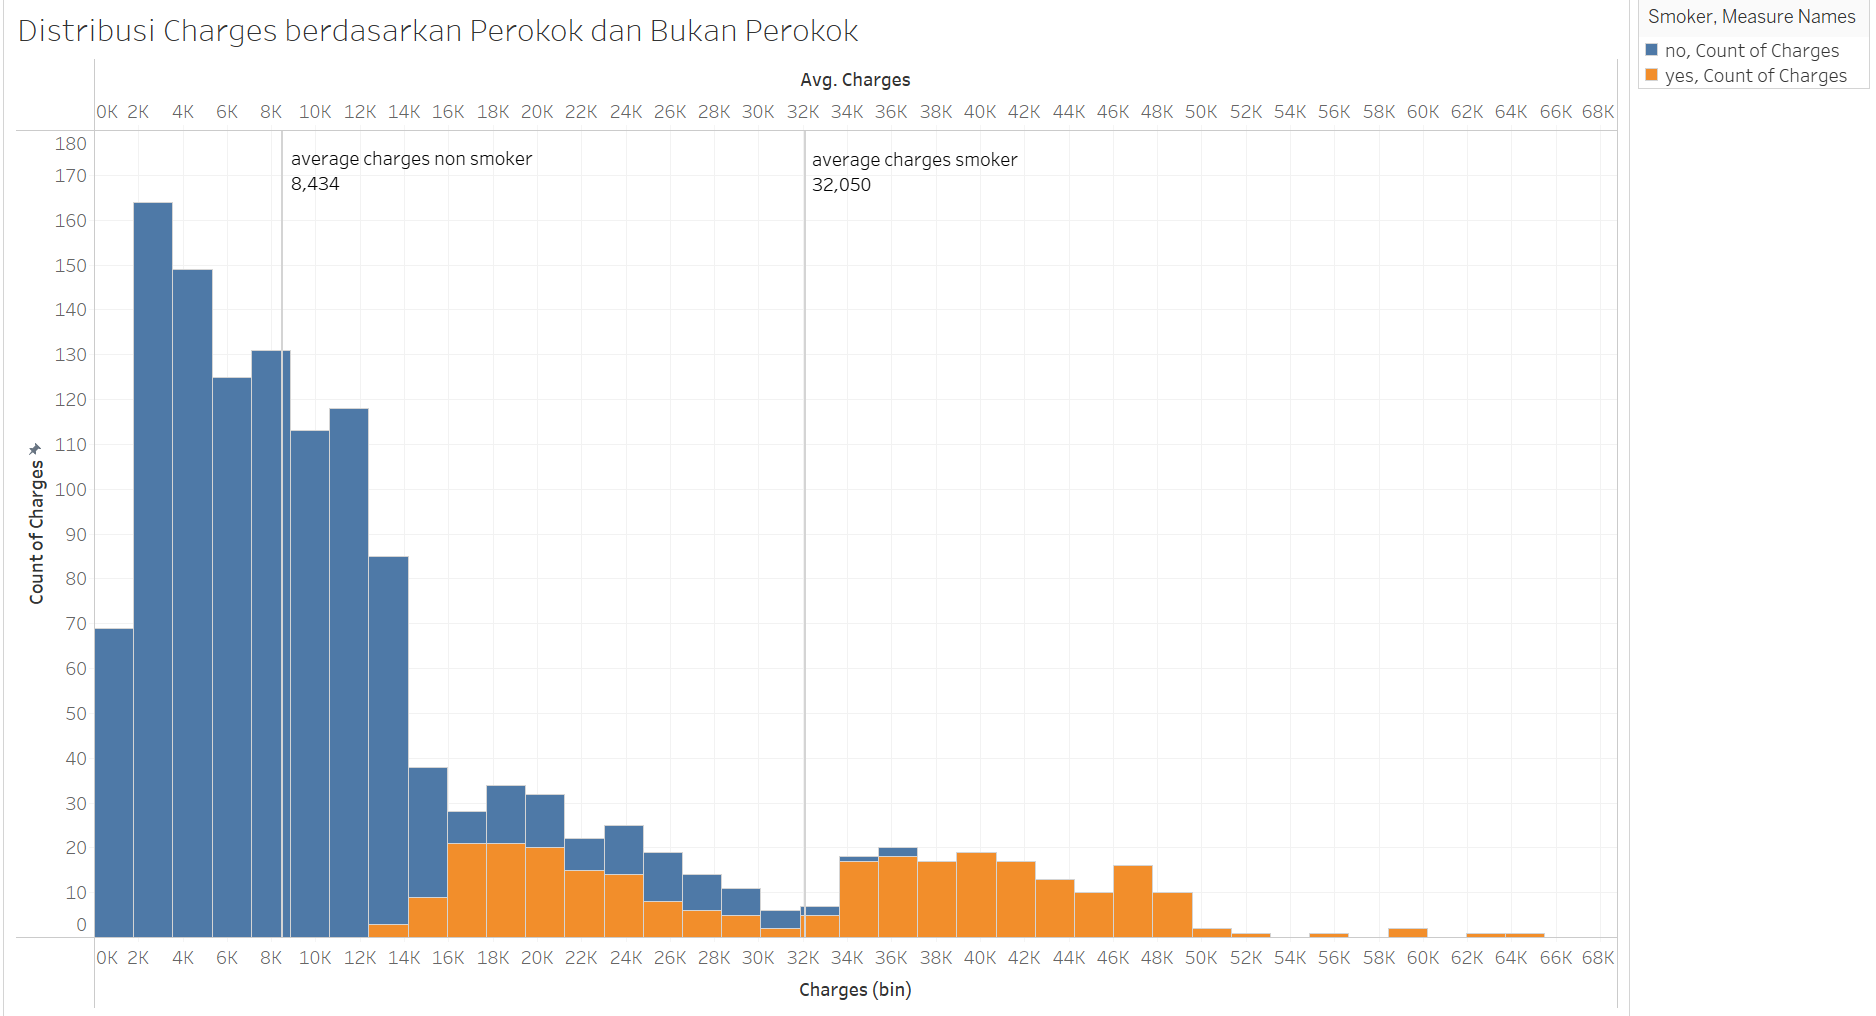 Distribusi Charges berdasarkan Perokok dan Bukan Perokok
Smoker, Measure Names
no, Count of Charges
yes, Count of Charges
Avg. Charges
0K 2K 4K 6K 8K 10K 12K 14K 16K 18K 20K 22K 24K 26K 28K 30K 32K 34K 36K 38K 40K 42K 44K 46K 48K 50K 52K 54K 56K 58K 60K 62K 64K 66K 68K
average charges non smoker
8,434
average charges smoker
32,050
180
170
160
150
140
130
120
110
100
90
80
70
60
50
40
30
20
10
0
Count of Charges
0K 2K 4K 6K 8K 10K 12K 14K 16K 18K 20K 22K 24K 26K 28K 30K 32K 34K 36K 38K 40K 42K 44K 46K 48K 50K 52K 54K 56K 58K 60K 62K 64K 66K 68K
Charges (bin)